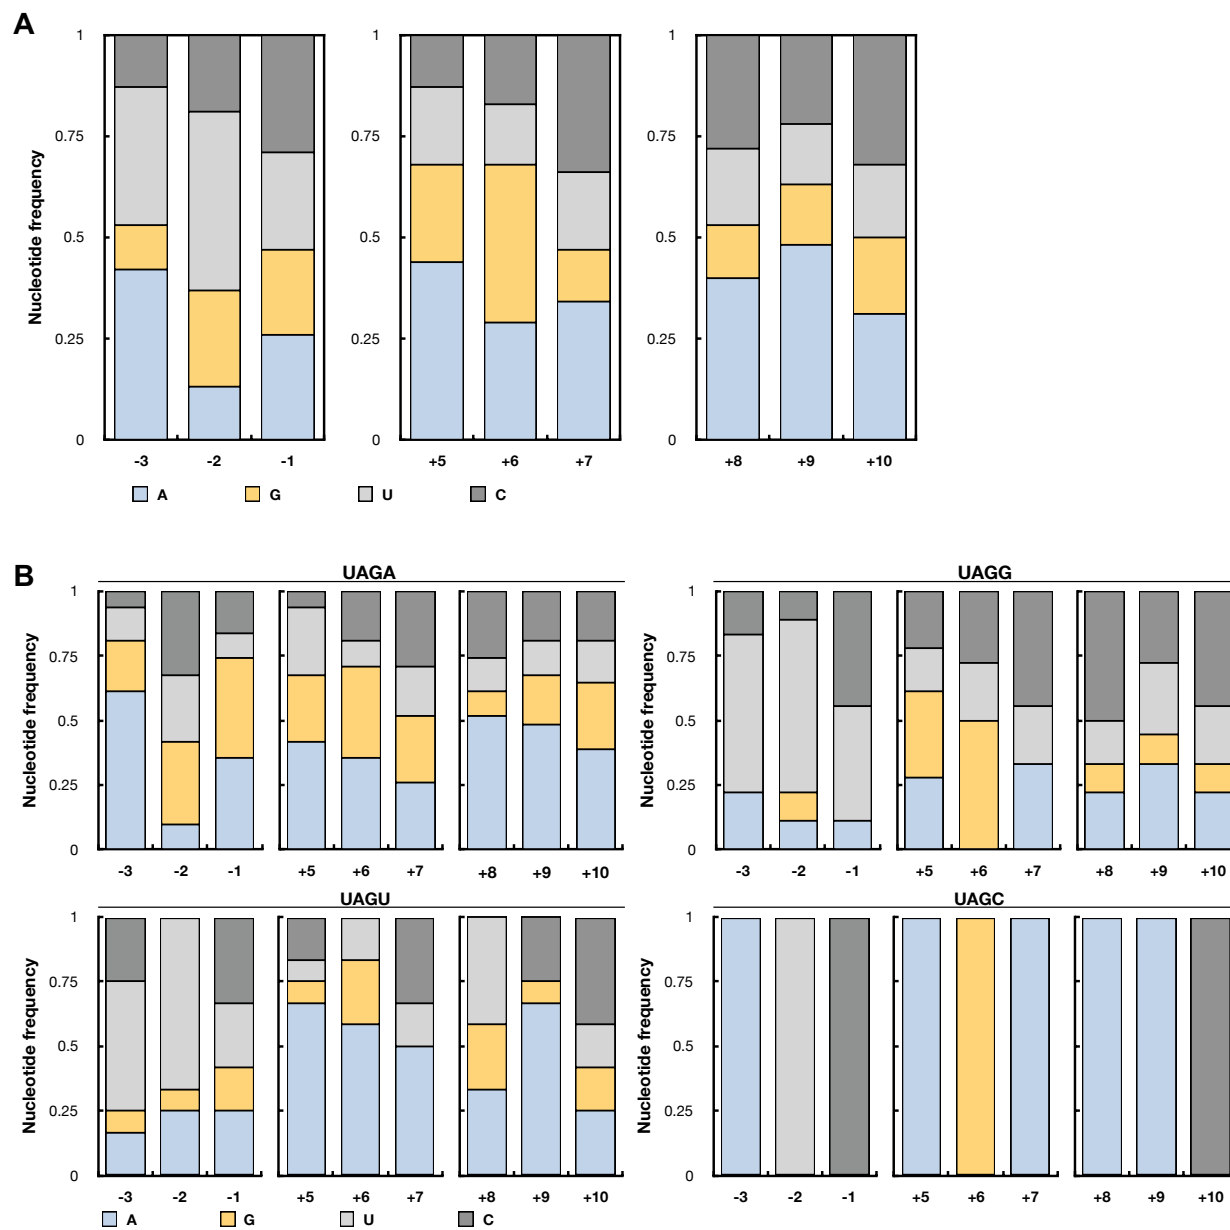 A
Nucleotide frequency
1 0.75 0.5 0.25 0
1 0.75 0.5 0.25 0
1 0.75 0.5 0.25 0
-3 -2 -1 +5 +6 +7 +8 +9 +10
A G U C
B
UAGA UAGG
Nucleotide frequency
1 0.75 0.5 0.25 0
Nucleotide frequency
1 0.75 0.5 0.25 0
-3 -2 -1 +5 +6 +7 +8 +9 +10 -3 -2 -1 +5 +6 +7 +8 +9 +10
UAGU UAGC
Nucleotide frequency
1 0.75 0.5 0.25 0
Nucleotide frequency
1 0.75 0.5 0.25 0
-3 -2 -1 +5 +6 +7 +8 +9 +10 -3 -2 -1 +5 +6 +7 +8 +9 +10
A G U C